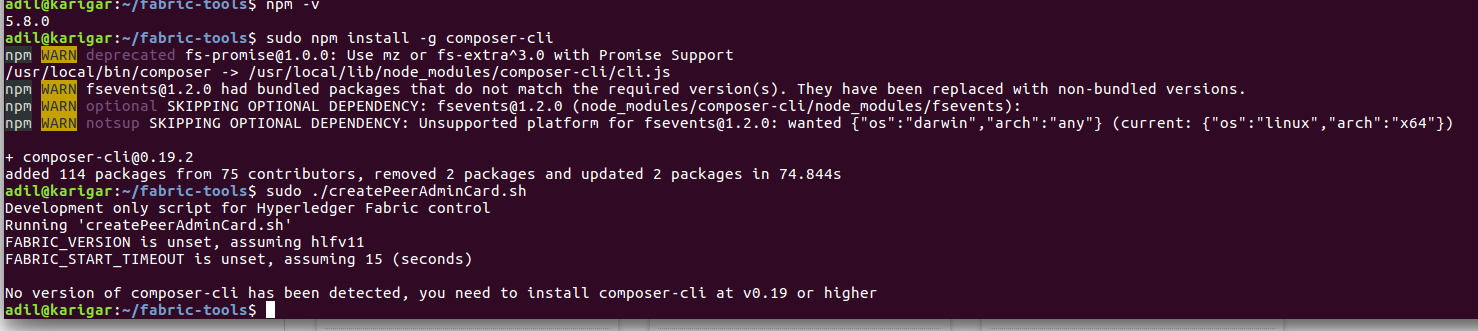 adil@karigar:~/fabric-tools$ npm -v
5.8.0
adil@karigar:~/fabric-tools$ sudo npm install -g composer-cli
npm WARN deprecated fs-promise@1.0.0: Use mz or fs-extra^3.0 with Promise Support
/usr/local/bin/composer -> /usr/local/lib/node_modules/composer-cli/cli.js
npm WARN fsevents@1.2.0 had bundled packages that do not match the required version(s). They have been replaced with non-bundled versions.
npm WARN optional SKIPPING OPTIONAL DEPENDENCY: fsevents@1.2.0 (node_modules/composer-cli/node_modules/fsevents):
npm WARN notsup SKIPPING OPTIONAL DEPENDENCY: Unsupported platform for fsevents@1.2.0: wanted {"os":"darwin","arch":"any"} (current: {"os":"linux","arch":"x64"})
+ composer-cli@0.19.2
added 114 packages from 75 contributors, removed 2 packages and updated 2 packages in 74.844s
adil@karigar:~/fabric-tools$ sudo ./createPeerAdminCard.sh
Development only script for Hyperledger Fabric control
Running 'createPeerAdminCard.sh'
FABRIC_VERSION is unset, assuming hlfv11
FABRIC_START_TIMEOUT is unset, assuming 15 (seconds)
No version of composer-cli has been detected, you need to install composer-cli at v0.19 or higher
adil@karigar:~/fabric-tools$